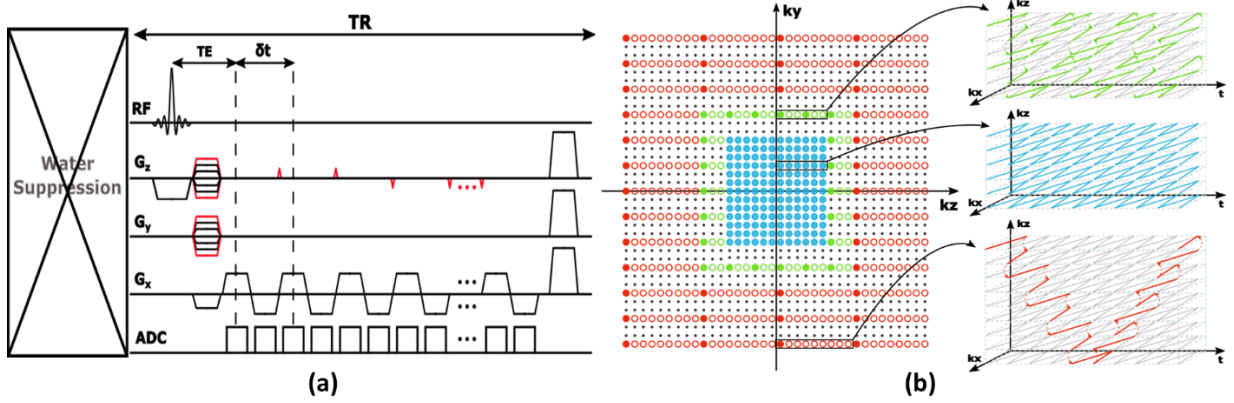 TR
TE
δt
RF
Water
Suppression
Gz
Gy
Gx
ADC
(a)
ky
kz
(b)
kz
kx
t
kz
kx
t
kz
kx
t